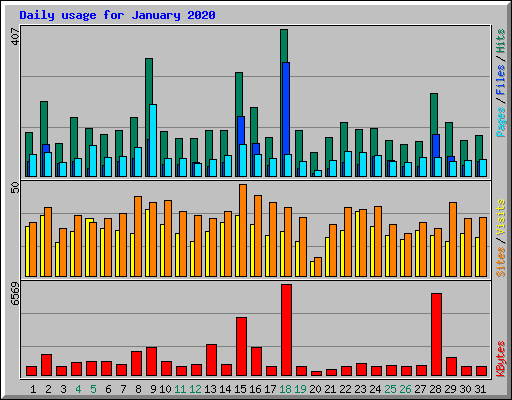 Daily usage for January 2020
407
Pages / Files / Hits
50
Sites / Visits
6569
KBytes
1 2 3 4 5 6 7 8 9 10 11 12 13 14 15 16 17 18 19 20 21 22 23 24 25 26 27 28 29 30 31